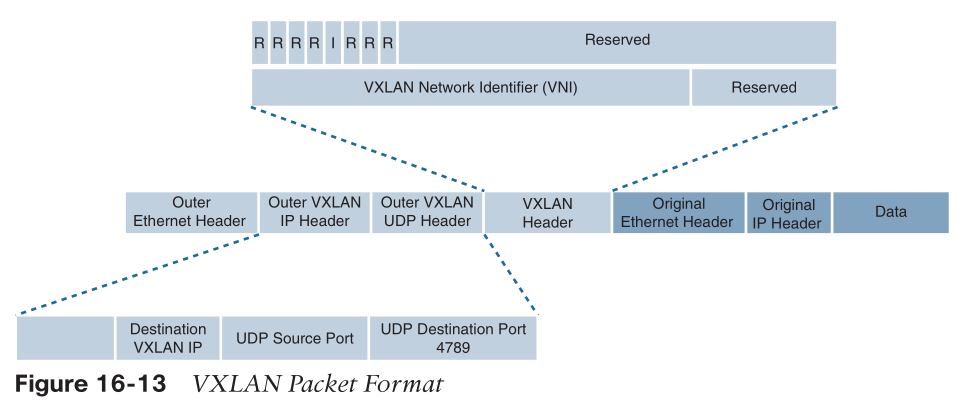 R R R R I R R R Reserved
VXLAN Network Identifier (VNI) Reserved
Outer
Ethernet Header
Outer VXLAN
IP Header
Outer VXLAN
UDP Header
VXLAN
Header
Original
Ethernet Header
Original
IP Header
Data
Destination
VXLAN IP
UDP Source Port
UDP Destination Port
4789
Figure 16-13 VXLAN Packet Format